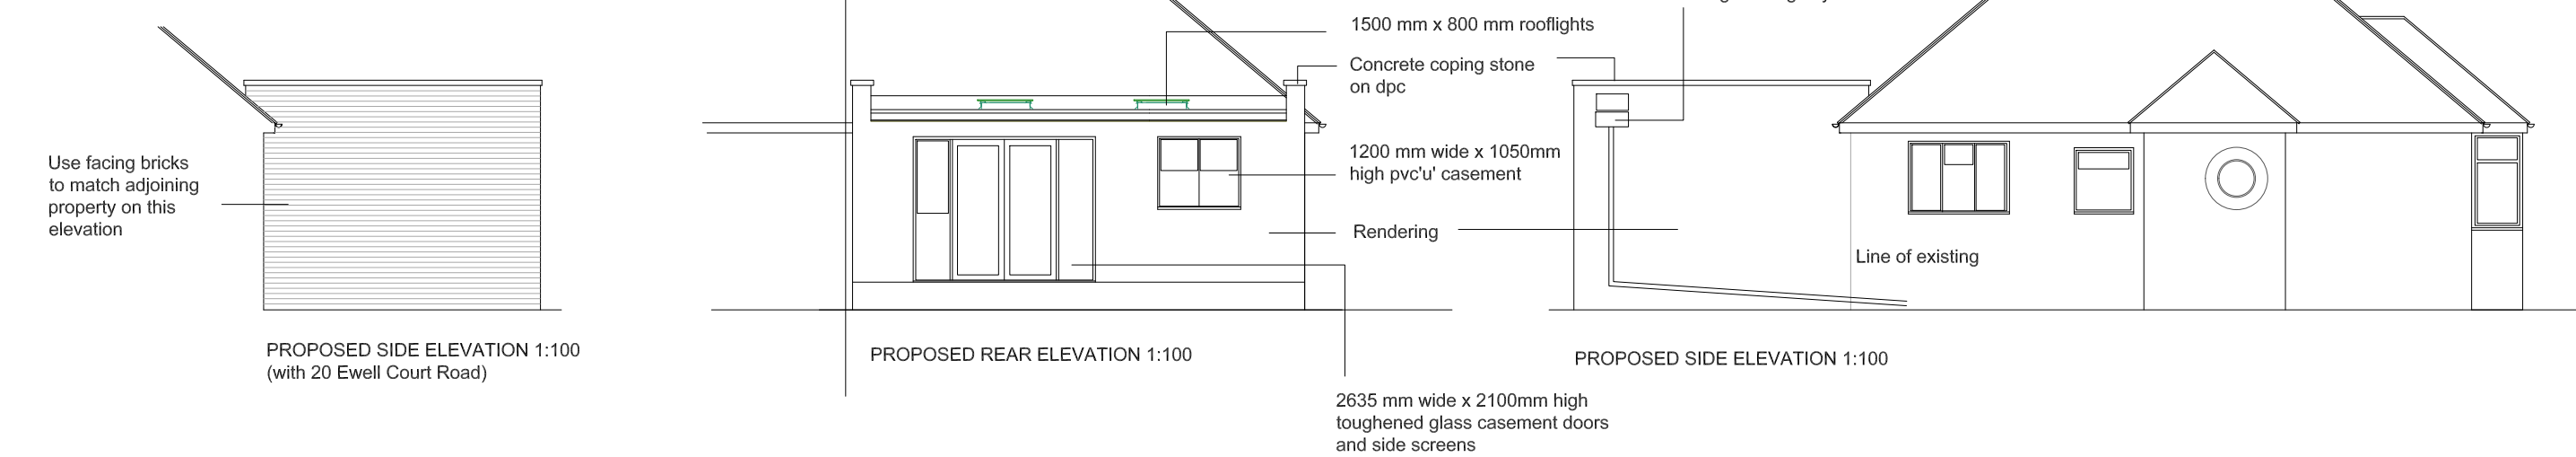 1500 mm x 800 mm rooflights
Concrete coping stone
on dpc
Use facing bricks
to match adjoining
property on this
elevation
1200 mm wide x 1050mm
high pvc'u' casement
Rendering
Line of existing
PROPOSED SIDE ELEVATION 1:100
(with 20 Ewell Court Road)
PROPOSED REAR ELEVATION 1:100
PROPOSED SIDE ELEVATION 1:100
2635 mm wide x 2100mm high
toughened glass casement doors
and side screens